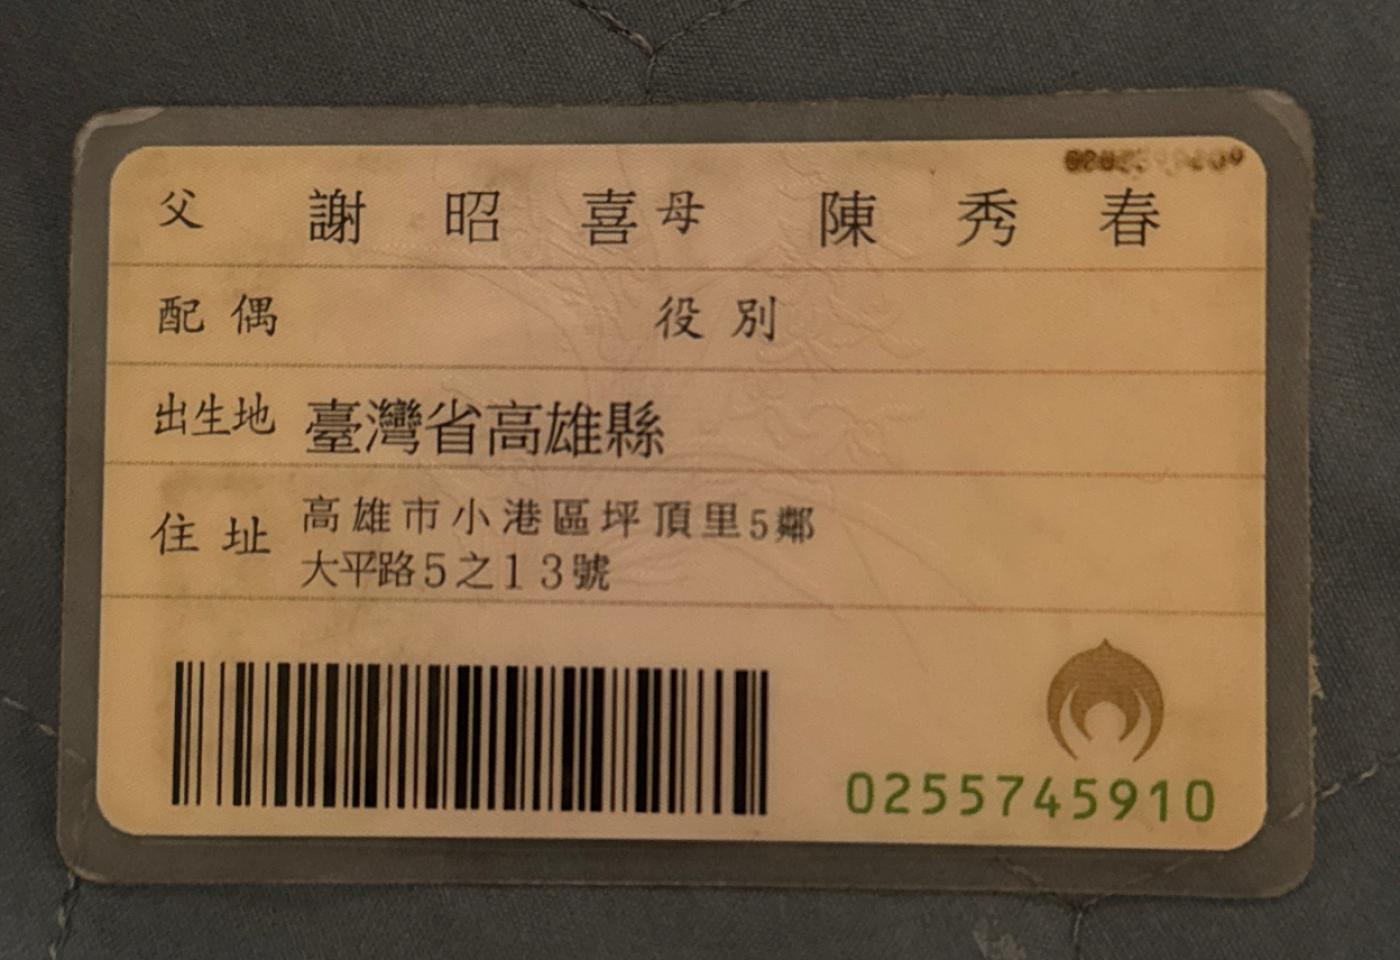 父 謝昭喜 母 陳秀春
配偶 役別
出生地 臺灣省高雄縣
住址 高雄市小港區坪頂里5鄰
大平路5之13號
0255745910